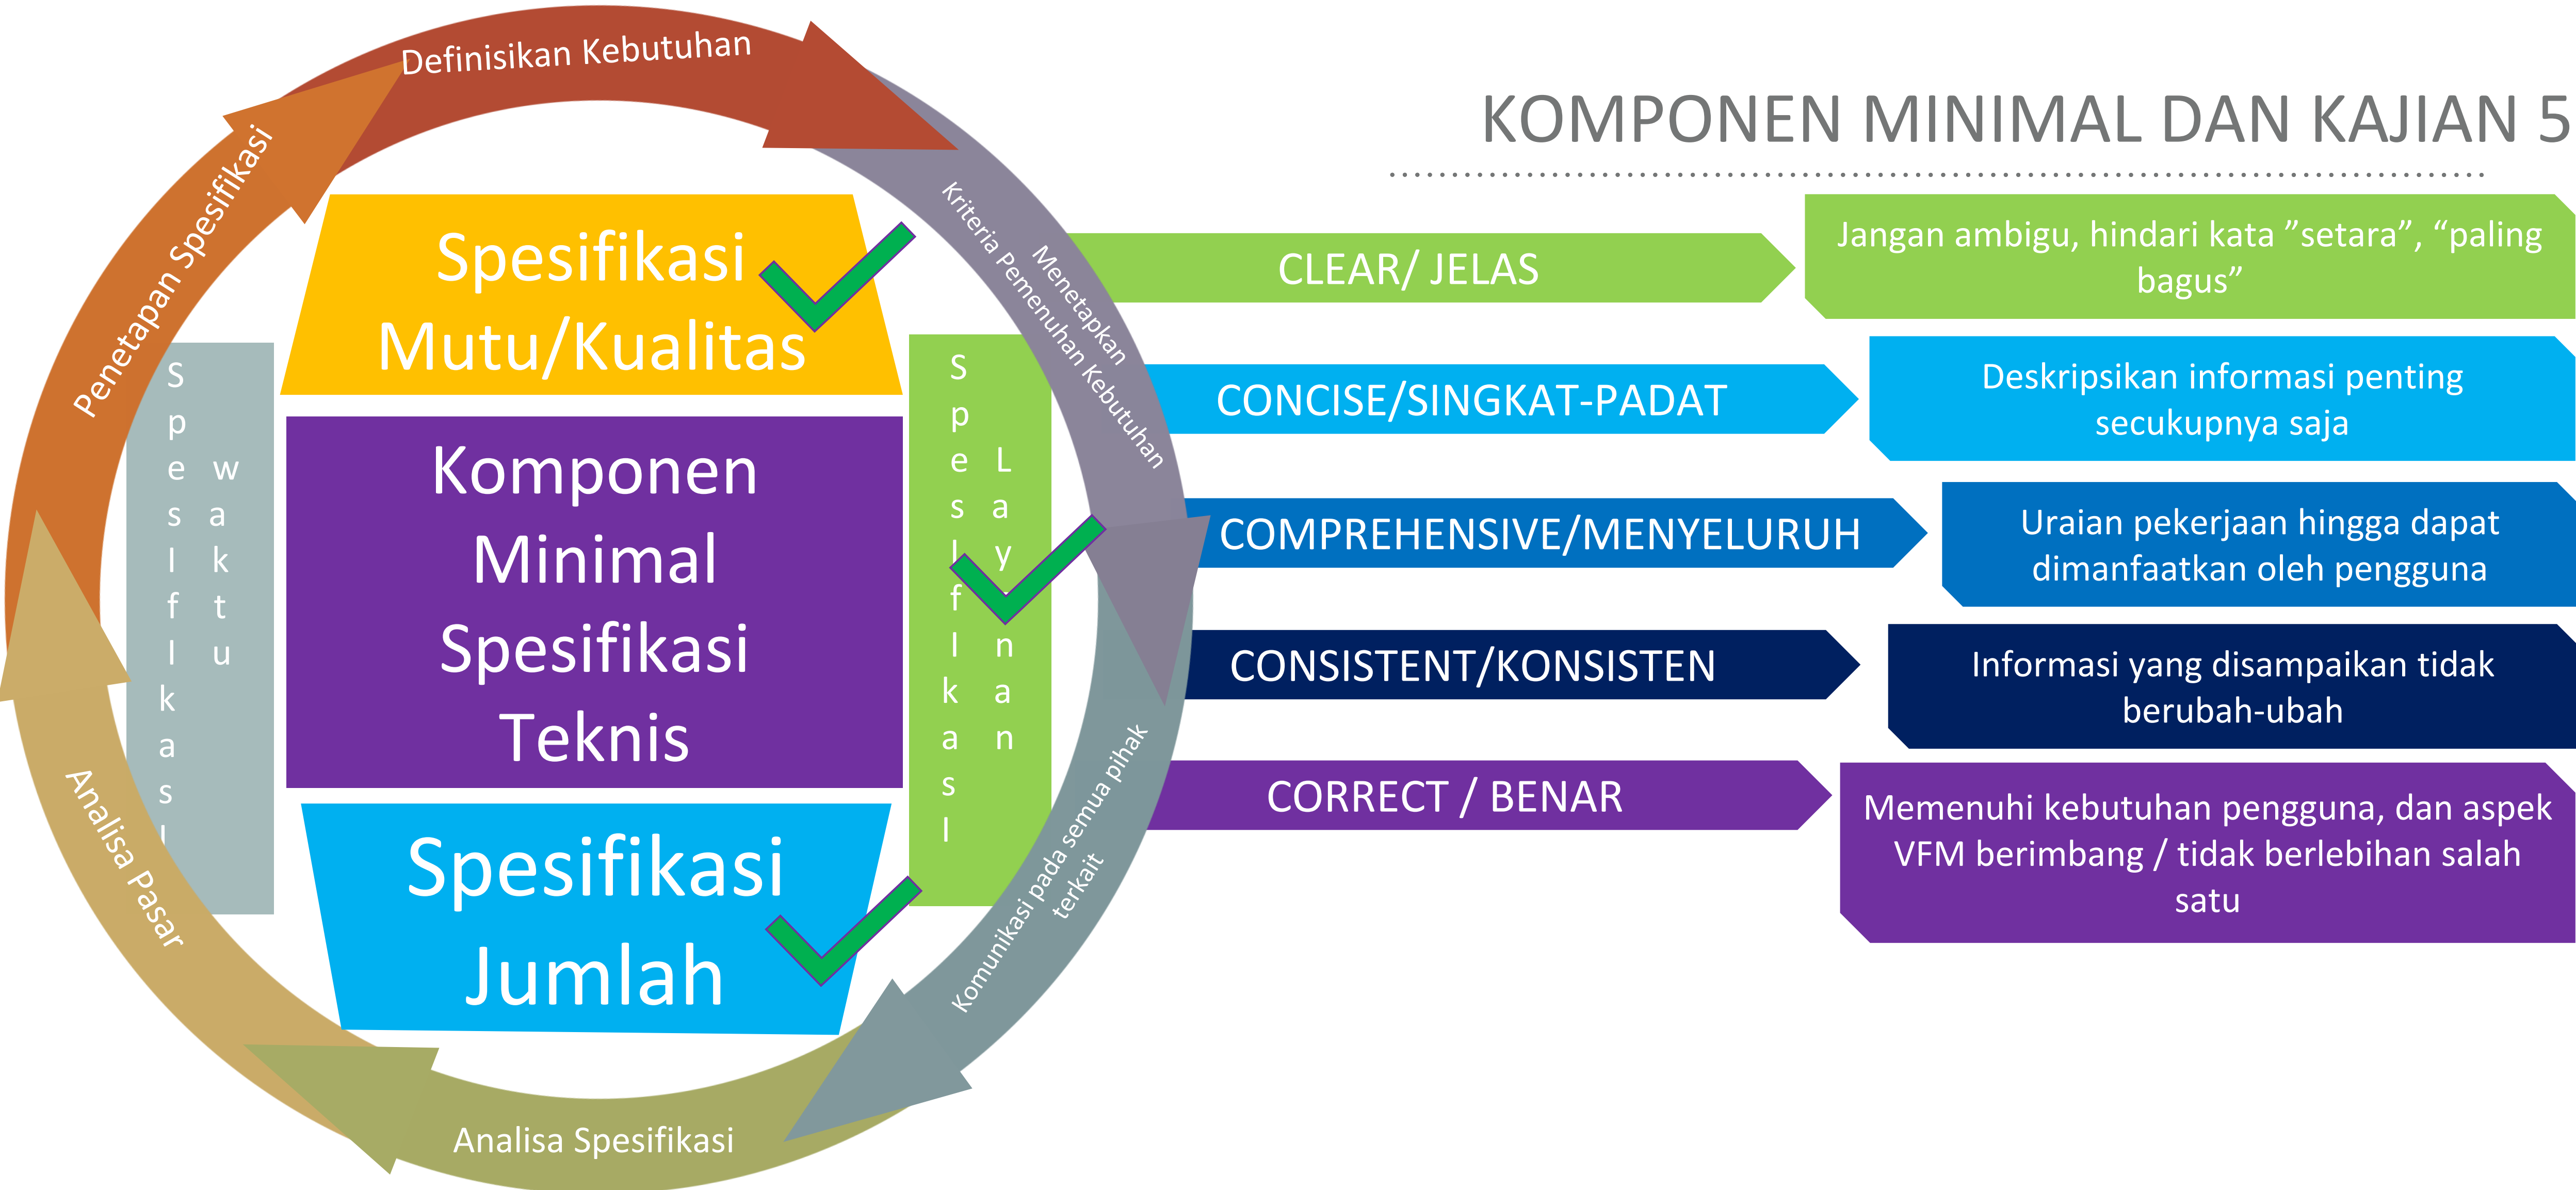 KOMPONEN MINIMAL DAN KAJIAN 5
Definisikan Kebutuhan
Menetapkan
Kriteria Pemenuhan Kebutuhan
Komunikasi pada semua pihak
terkait
Analisa Spesifikasi
Analisa Pasar
Penetapan Spesifikasi
Spesifikasi
Mutu/Kualitas
Komponen
Minimal
Spesifikasi
Teknis
Spesifikasi
Jumlah
SpesIfIkasI
waktu
SpesIfIkasI
CLEAR/ JELAS
Jangan ambigu, hindari kata ”setara”, “paling
bagus”
CONCISE/SINGKAT-PADAT
Deskripsikan informasi penting
secukupnya saja
COMPREHENSIVE/MENYELURUH
Uraian pekerjaan hingga dapat
dimanfaatkan oleh pengguna
CONSISTENT/KONSISTEN
Informasi yang disampaikan tidak
berubah-ubah
CORRECT / BENAR
Memenuhi kebutuhan pengguna, dan aspek
VFM berimbang / tidak berlebihan salah
satu